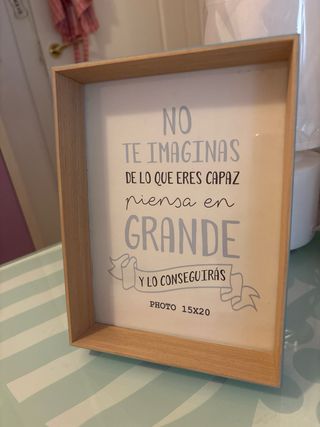 NO
TE IMAGINAS
DE LO QUE ERES CAPAZ
piensa en
GRANDE
Y LO CONSEGUIRÁS
PHOTO 15X20